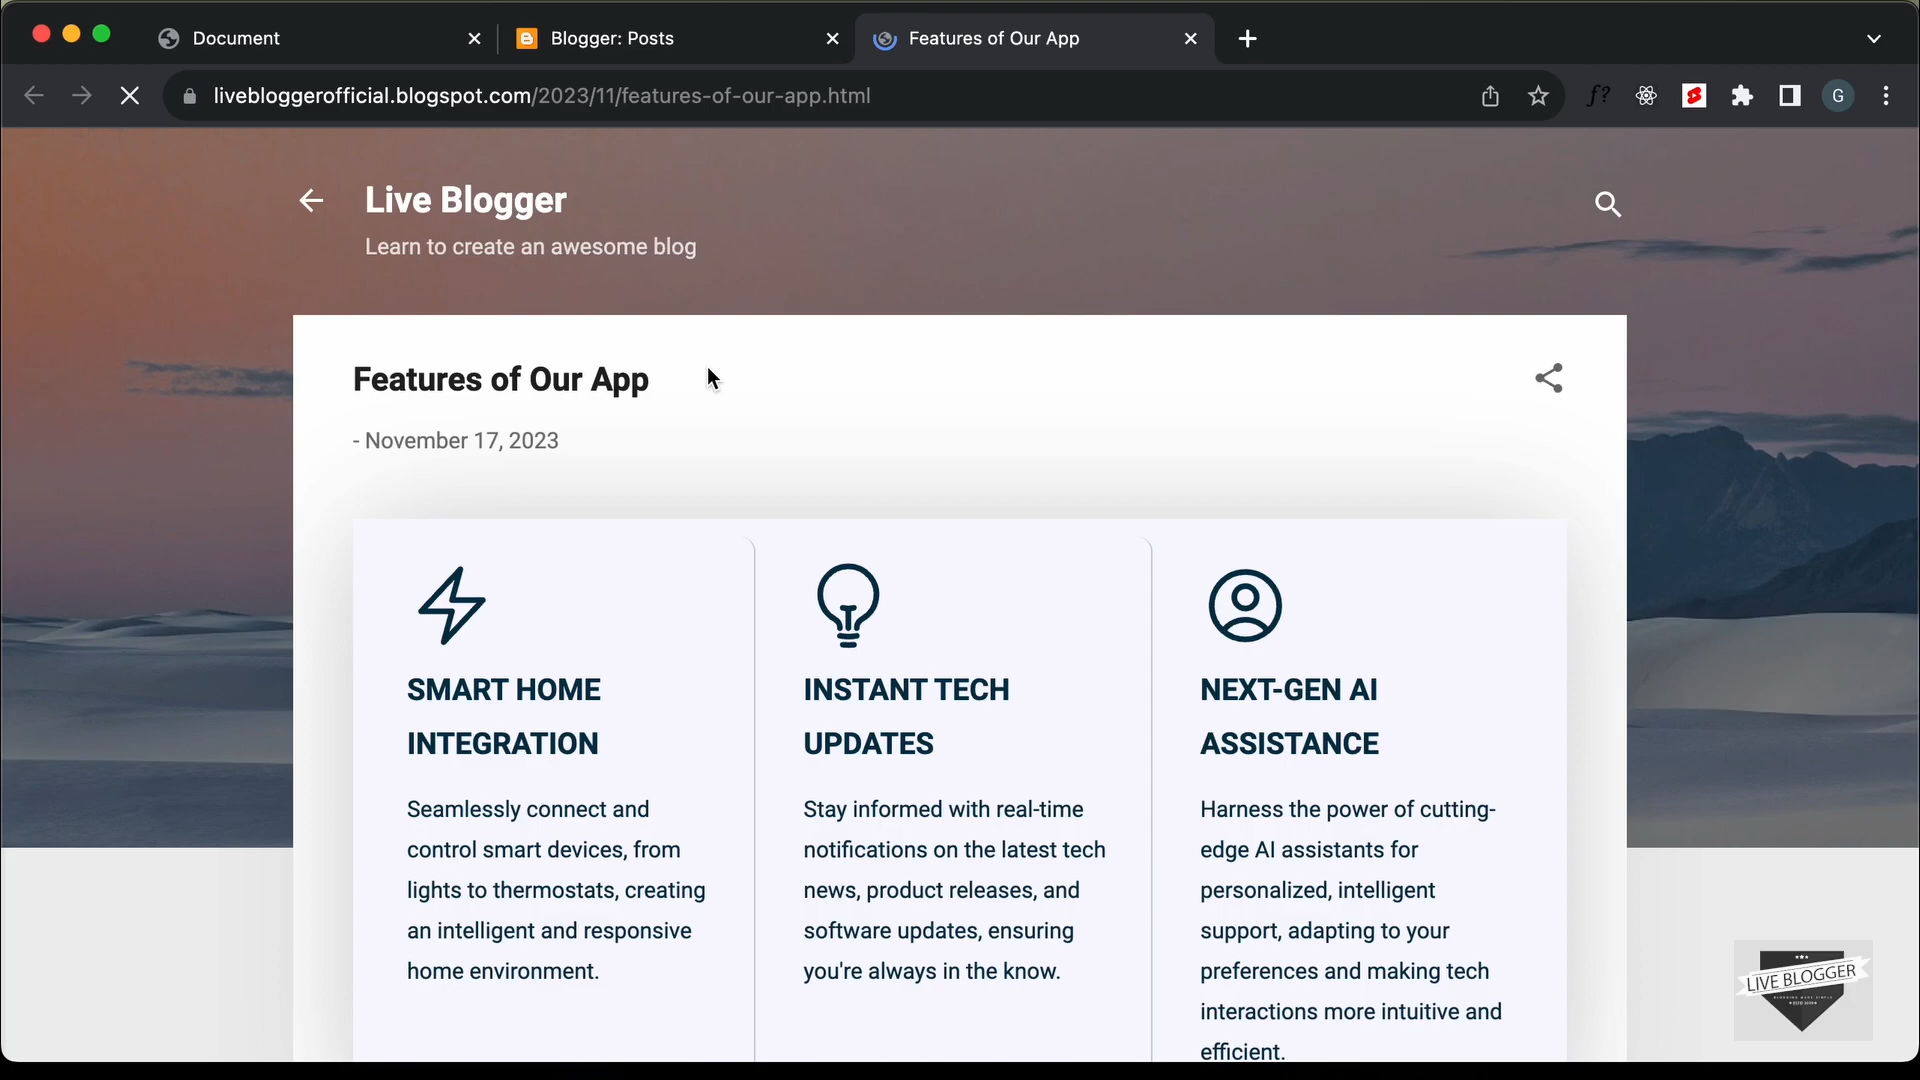 Document
Blogger: Posts
Features of Our App
livebloggerofficial.blogspot.com/2023/11/features-of-our-app.html
f?
G
Live Blogger
Learn to create an awesome blog
Features of Our App
- November 17, 2023
SMART HOME
INTEGRATION
Seamlessly connect and
control smart devices, from
lights to thermostats, creating
an intelligent and responsive
home environment.
INSTANT TECH
UPDATES
Stay informed with real-time
notifications on the latest tech
news, product releases, and
software updates, ensuring
you're always in the know.
NEXT-GEN AI
ASSISTANCE
Harness the power of cutting-
edge AI assistants for
personalized, intelligent
support, adapting to your
preferences and making tech
interactions more intuitive and
efficient.
LIVE BLOGGER